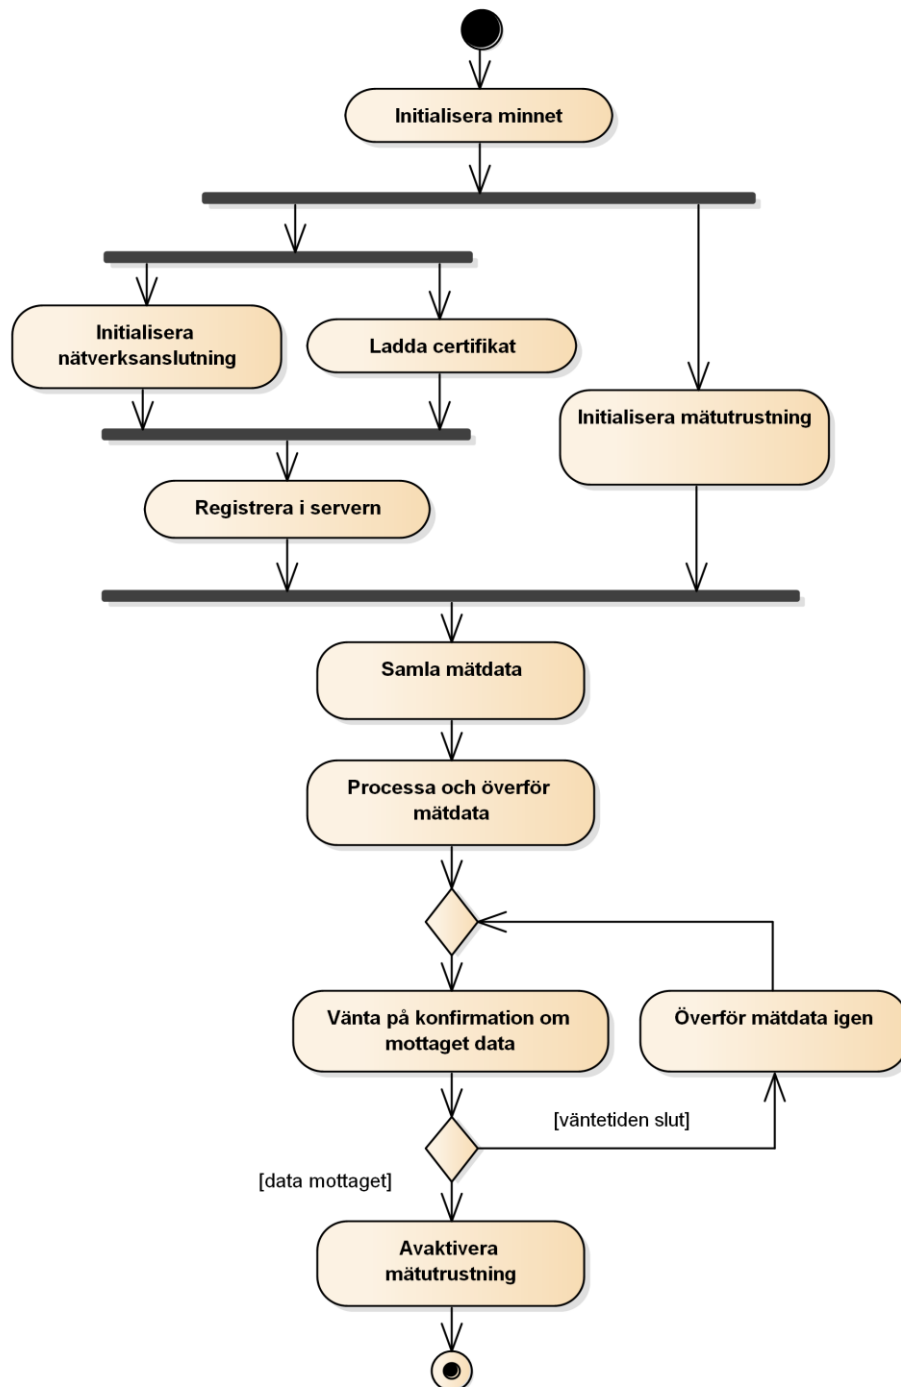 Initialisera minnet
Initialisera
nätverksanslutning
Ladda certifikat
Initialisera mätutrustning
Registrera i servern
Samla mätdata
Processa och överför
mätdata
Vänta på konfirmation om
mottaget data
Överför mätdata igen
[väntetiden slut]
[data mottaget]
Avaktivera
mätutrustning